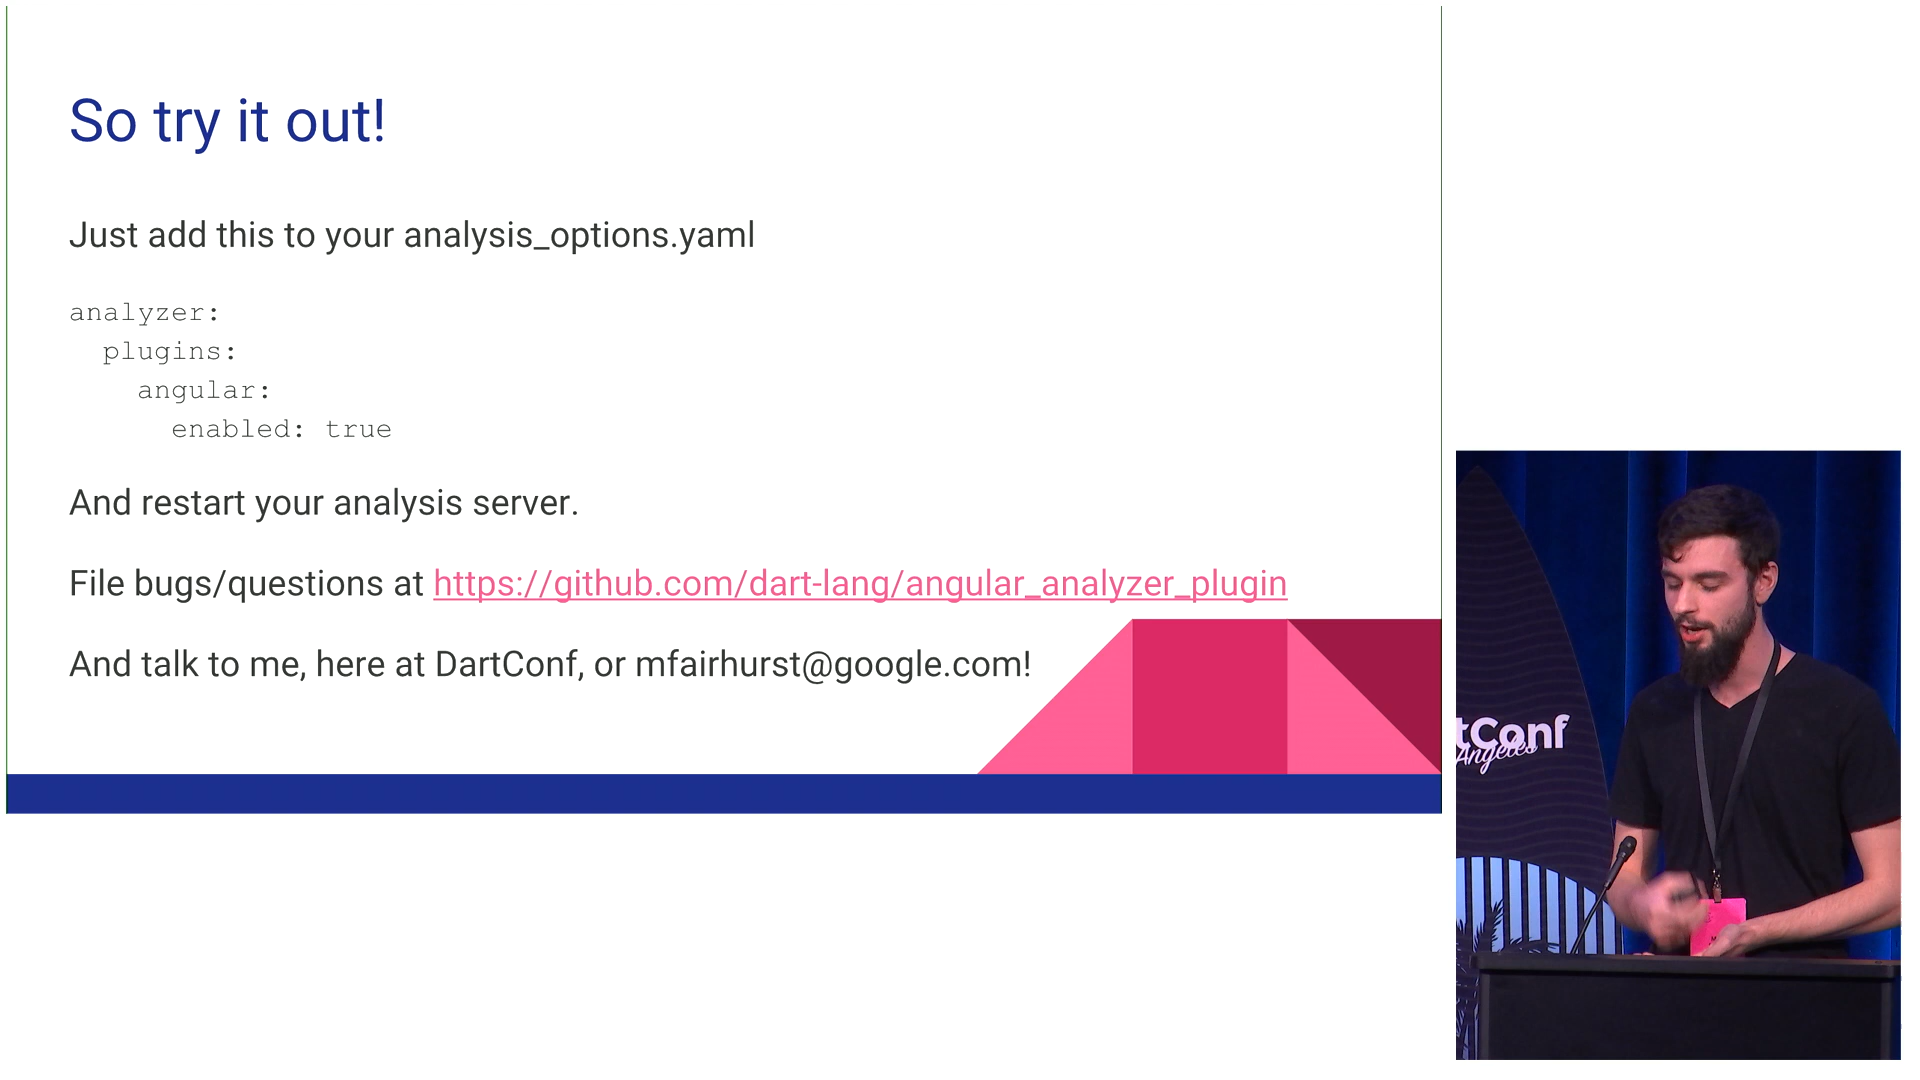 So try it out!
Just add this to your analysis_options.yaml
analyzer:
  plugins:
    angular:
      enabled: true
And restart your analysis server.
File bugs/questions at https://github.com/dart-lang/angular_analyzer_plugin
And talk to me, here at DartConf, or mfairhurst@google.com!
tConf
Angeles